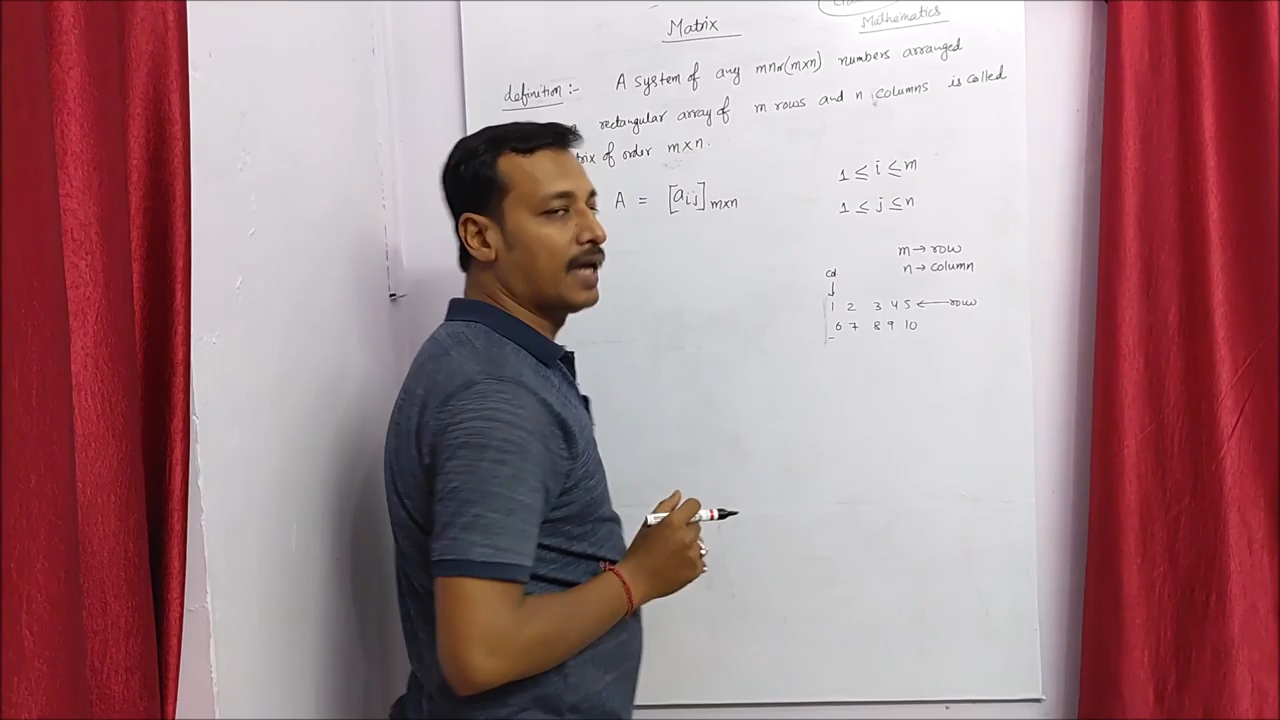 Matrix
Mathematics
definition :- A system of any mn or (m×n) numbers arranged
rectangular array of m rows and n columns is called
of order m×n.
A = [aij]m×n
1 ≤ i ≤ m
1 ≤ j ≤ n
m → row
n → column
col
↓
1 2 3 4 5 ← row
6 7 8 9 10